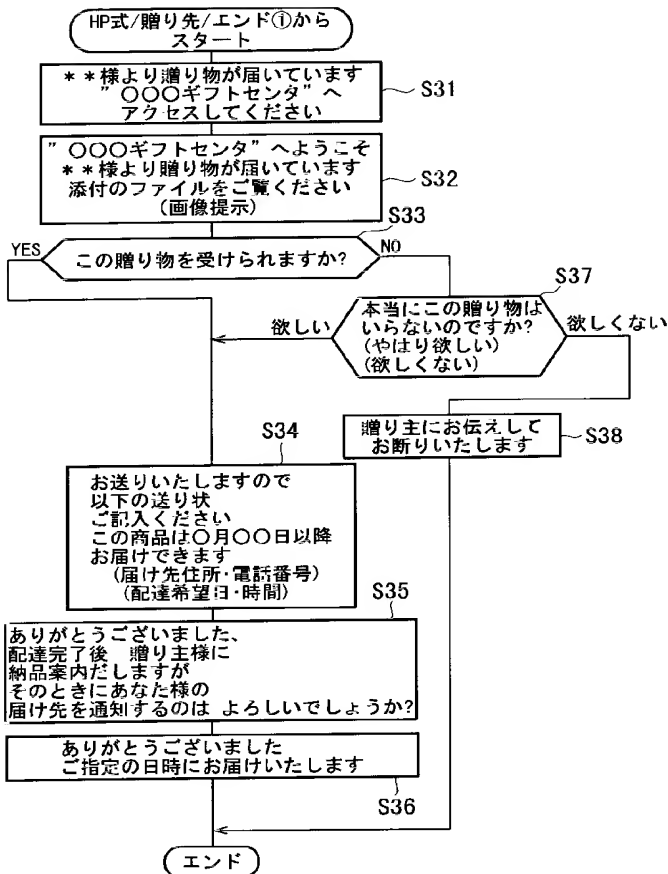 HP式/贈り先/エンド①から
スタート
＊＊様より贈り物が届いています
”〇〇〇ギフトセンタ”へ
アクセスしてください
S31
”〇〇〇ギフトセンタ”へようこそ
＊＊様より贈り物が届いています
添付のファイルをご覧ください
(画像提示)
S32
S33
YES
この贈り物を受けられますか?
NO
S37
欲しい
本当にこの贈り物は
いらないのですか?
(やはり欲しい)
(欲しくない)
欲しくない
贈り主にお伝えして
お断りいたします
S38
S34
お送りいたしますので
以下の送り状
ご記入ください
この商品は〇月〇〇日以降
お届けできます
(届け先住所・電話番号)
(配達希望日・時間)
S35
ありがとうございました、
配達完了後 贈り主様に
納品案内だしますが
そのときにあなた様の
届け先を通知するのは よろしいでしょうか?
ありがとうございました
ご指定の日時にお届けいたします
S36
エンド